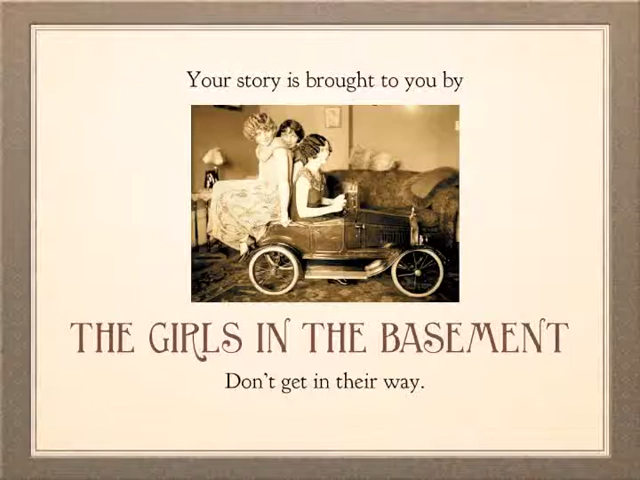 Your story is brought to you by
THE GIRLS IN THE BASEMENT
Don't get in their way.